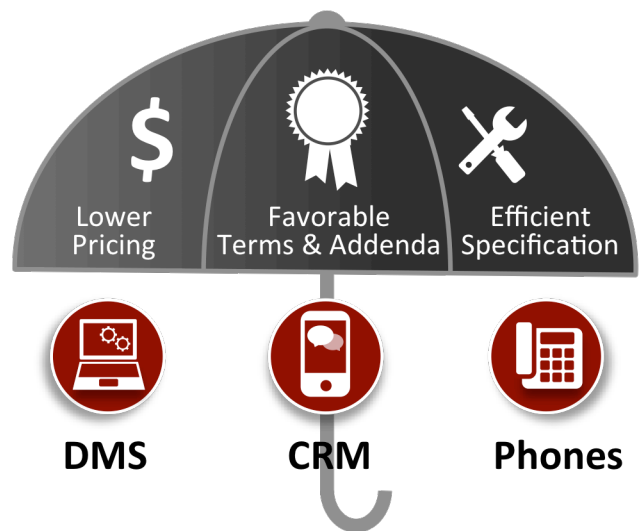 $
Lower
Pricing
Favorable
Terms & Addenda
Efficient
Specification
DMS
CRM
Phones